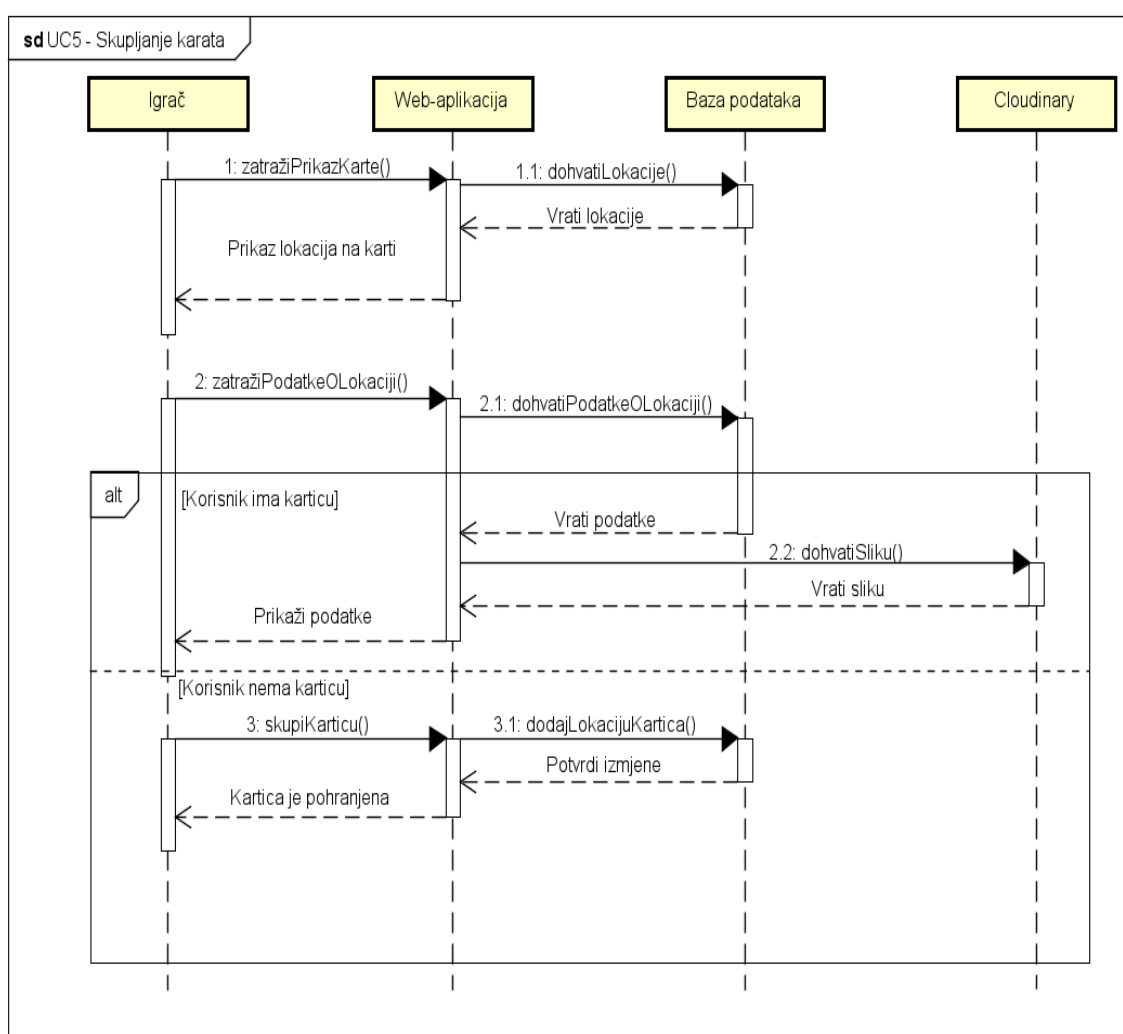 sd UC5 - Skupljanje karata
Igrač
Web-aplikacija
Baza podataka
Cloudinary
1: zatražiPrikazKarte()
1.1: dohvatiLokacije()
Vrati lokacije
Prikaz lokacija na karti
2: zatražiPodatkeOLokaciji()
2.1: dohvatiPodatkeOLokaciji()
alt
[Korisnik ima karticu]
Vrati podatke
2.2: dohvatiSliku()
Vrati sliku
Prikaži podatke
[Korisnik nema karticu]
3: skupiKarticu()
3.1: dodajLokacijuKartica()
Potvrdi izmjene
Kartica je pohranjena